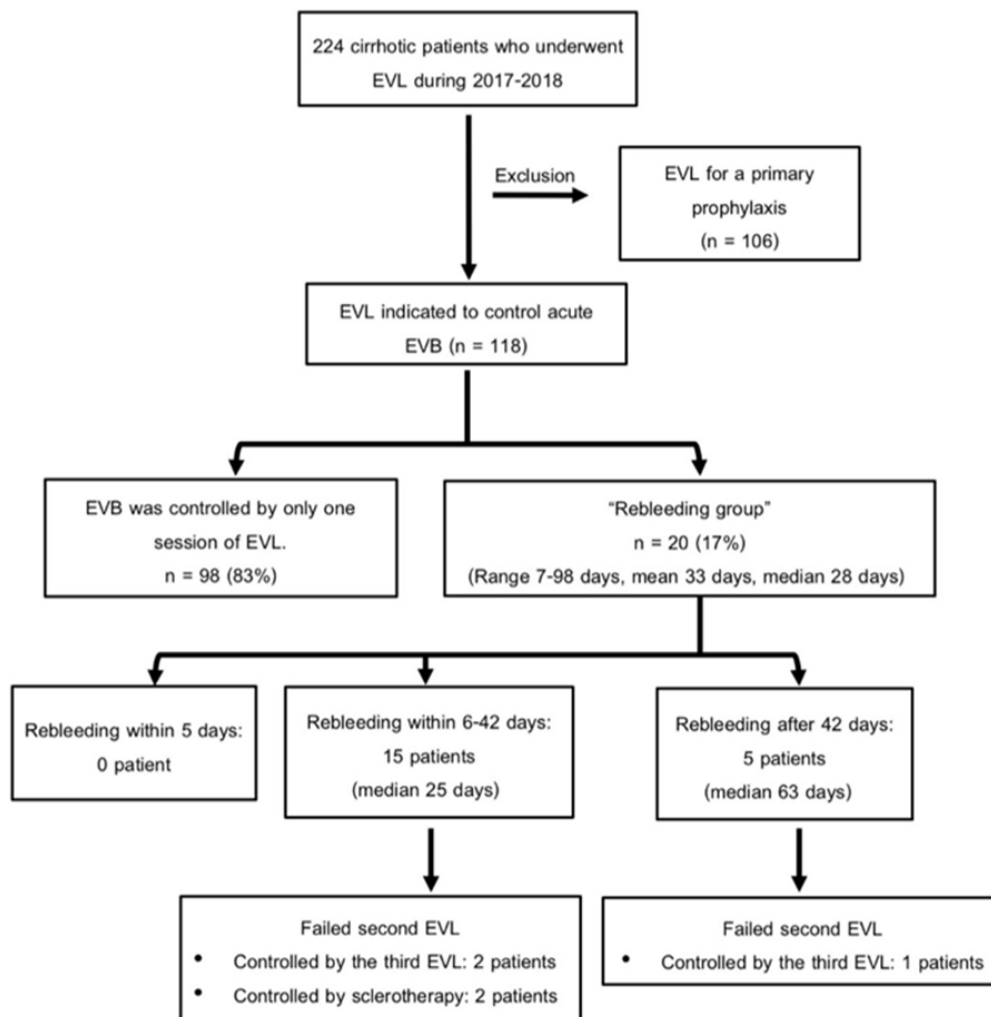 224 cirrhotic patients who underwent
EVL during 2017-2018
Exclusion
EVL for a primary
prophylaxis
(n = 106)
EVL indicated to control acute
EVB (n = 118)
EVB was controlled by only one
session of EVL.
n = 98 (83%)
“Rebleeding group”
n = 20 (17%)
(Range 7-98 days, mean 33 days, median 28 days)
Rebleeding within 5 days:
0 patient
Rebleeding within 6-42 days:
15 patients
(median 25 days)
Rebleeding after 42 days:
5 patients
(median 63 days)
Failed second EVL
• Controlled by the third EVL: 2 patients
• Controlled by sclerotherapy: 2 patients
Failed second EVL
• Controlled by the third EVL: 1 patients